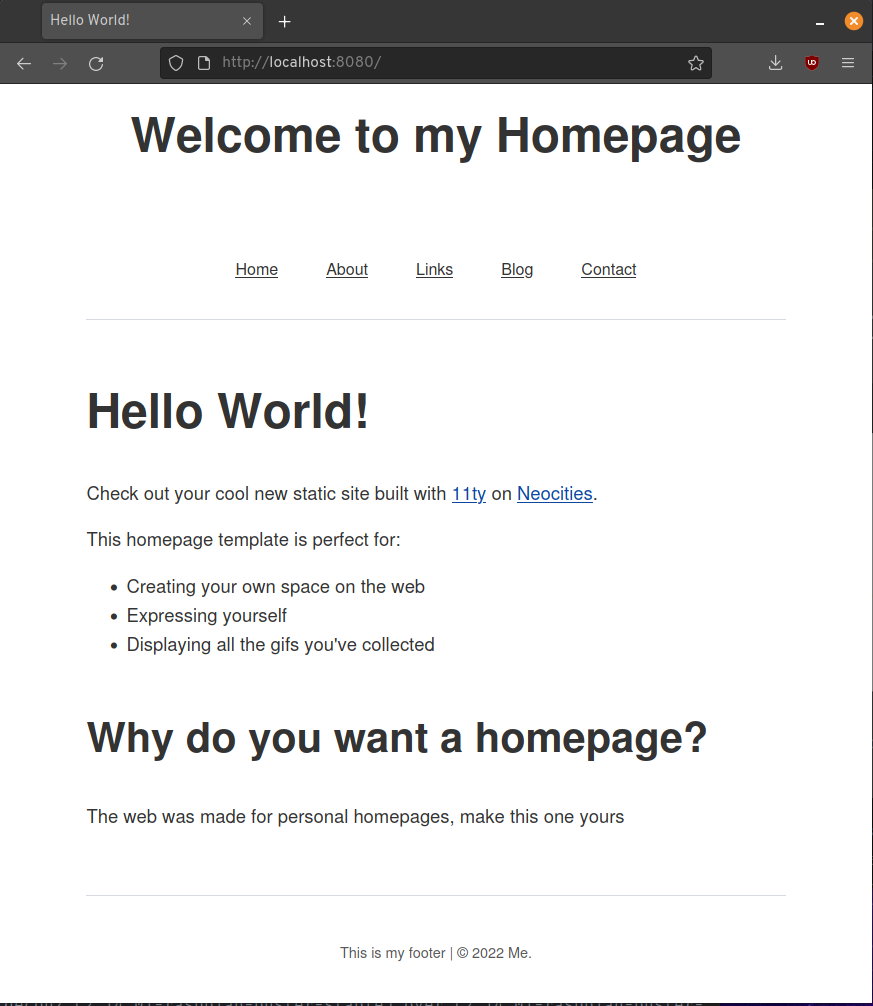 Hello World!
http://localhost:8080/
Welcome to my Homepage
Home About Links Blog Contact
Hello World!
Check out your cool new static site built with 11ty on Neocities.
This homepage template is perfect for:
• Creating your own space on the web
• Expressing yourself
• Displaying all the gifs you've collected
Why do you want a homepage?
The web was made for personal homepages, make this one yours
This is my footer | © 2022 Me.